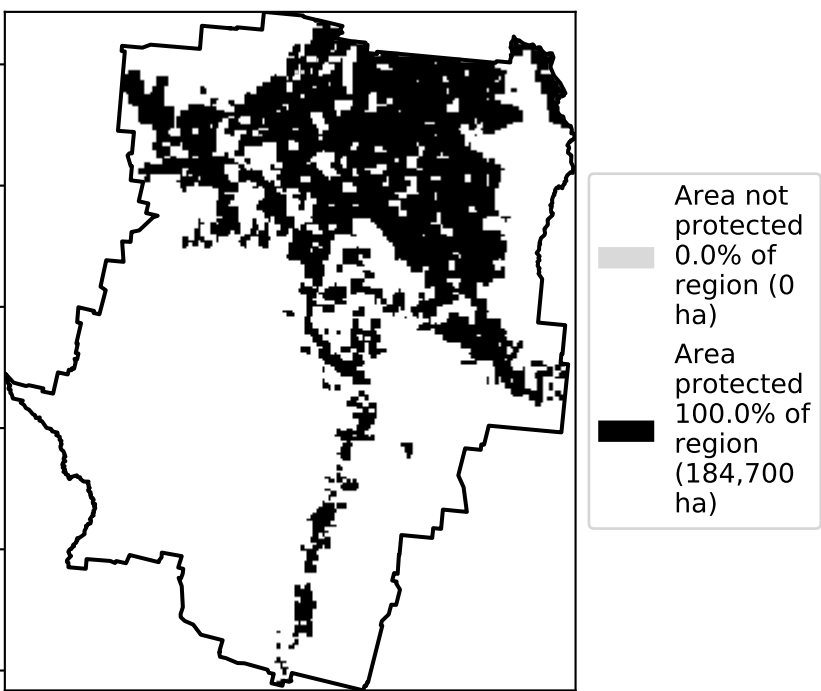 Area not
protected
0.0% of
region (0
ha)
Area
protected
100.0% of
region
(184,700
ha)